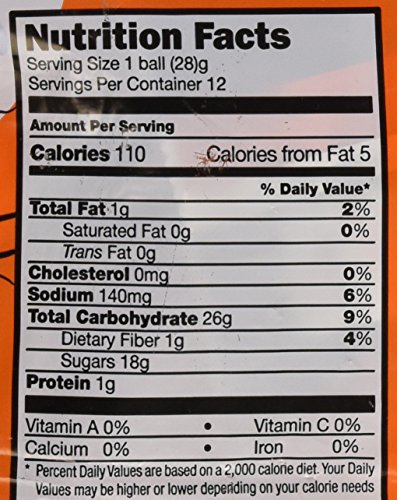 Nutrition Facts
Serving Size 1 ball (28)g
Servings Per Container 12
Amount Per Serving
Calories 110 Calories from Fat 5
% Daily Value*
Total Fat 1g 2%
Saturated Fat 0g 0%
Trans Fat 0g
Cholesterol 0mg 0%
Sodium 140mg 6%
Total Carbohydrate 26g 9%
Dietary Fiber 1g 4%
Sugars 18g
Protein 1g
Vitamin A 0% • Vitamin C 0%
Calcium 0% • Iron 0%
* Percent Daily Values are based on a 2,000 calorie diet. Your Daily
Values may be higher or lower depending on your calorie needs